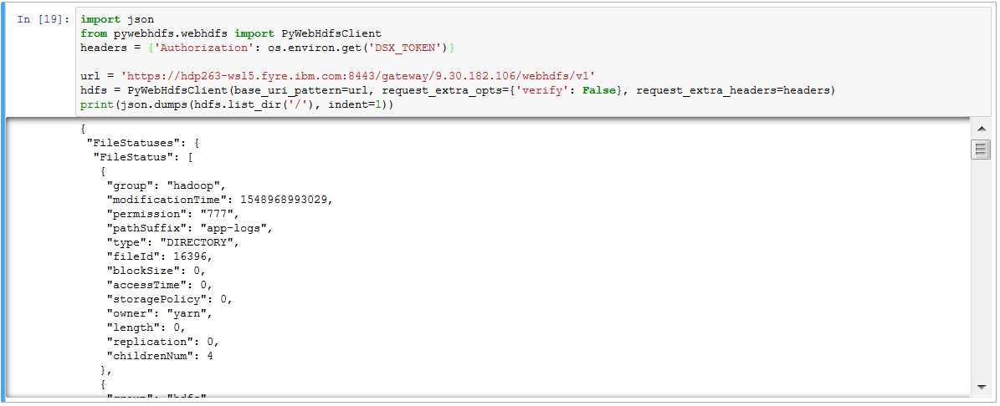 In [19]: import json
from pywebhdfs.webhdfs import PyWebHdfsClient
headers = {'Authorization': os.environ.get('DSX_TOKEN')}
url = 'https://hdp263-wsl5.fyre.ibm.com:8443/gateway/9.30.182.106/webhdfs/v1'
hdfs = PyWebHdfsClient(base_uri_pattern=url, request_extra_opts={'verify': False}, request_extra_headers=headers)
print(json.dumps(hdfs.list_dir('/'), indent=1))
{
"FileStatuses": {
"FileStatus": [
{
"group": "hadoop",
"modificationTime": 1548968993029,
"permission": "777",
"pathSuffix": "app-logs",
"type": "DIRECTORY",
"fileId": 16396,
"blockSize": 0,
"accessTime": 0,
"storagePolicy": 0,
"owner": "yarn",
"length": 0,
"replication": 0,
"childrenNum": 4
},
{